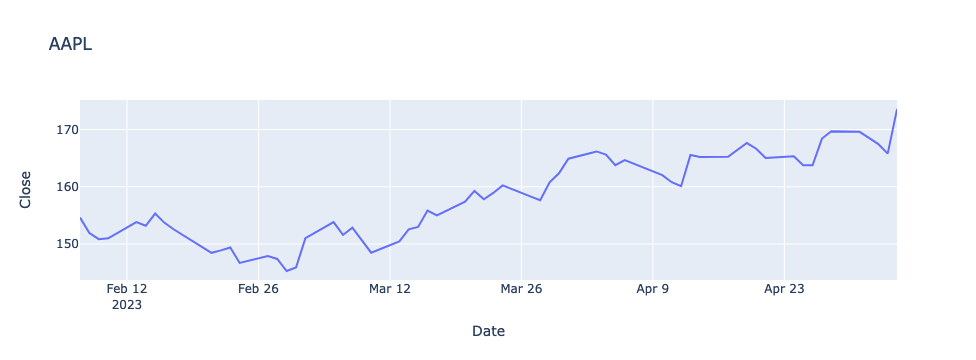 AAPL
Close
170
160
150
Feb 12
2023
Feb 26
Mar 12
Mar 26
Apr 9
Apr 23
Date